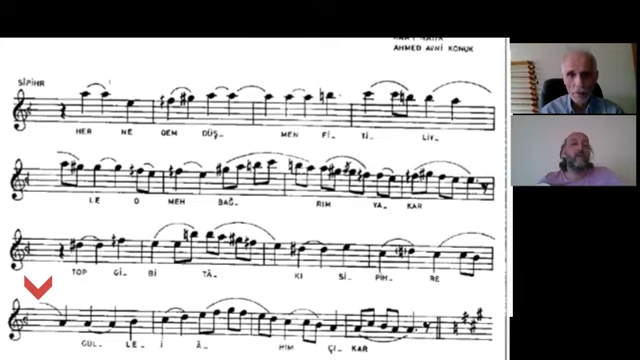 AHMED AVNİ KONUK
SİPİHR
HER NE DEM DÜŞ- MEN Fİ- Tİ- LİY-
LE O MEH BAĞ- RIM YA- KAR
TOP Gİ- Bİ TÂ- Kİ Sİ- PİH- RE
GÜL- LE- İ Â- HIM ÇI- KAR